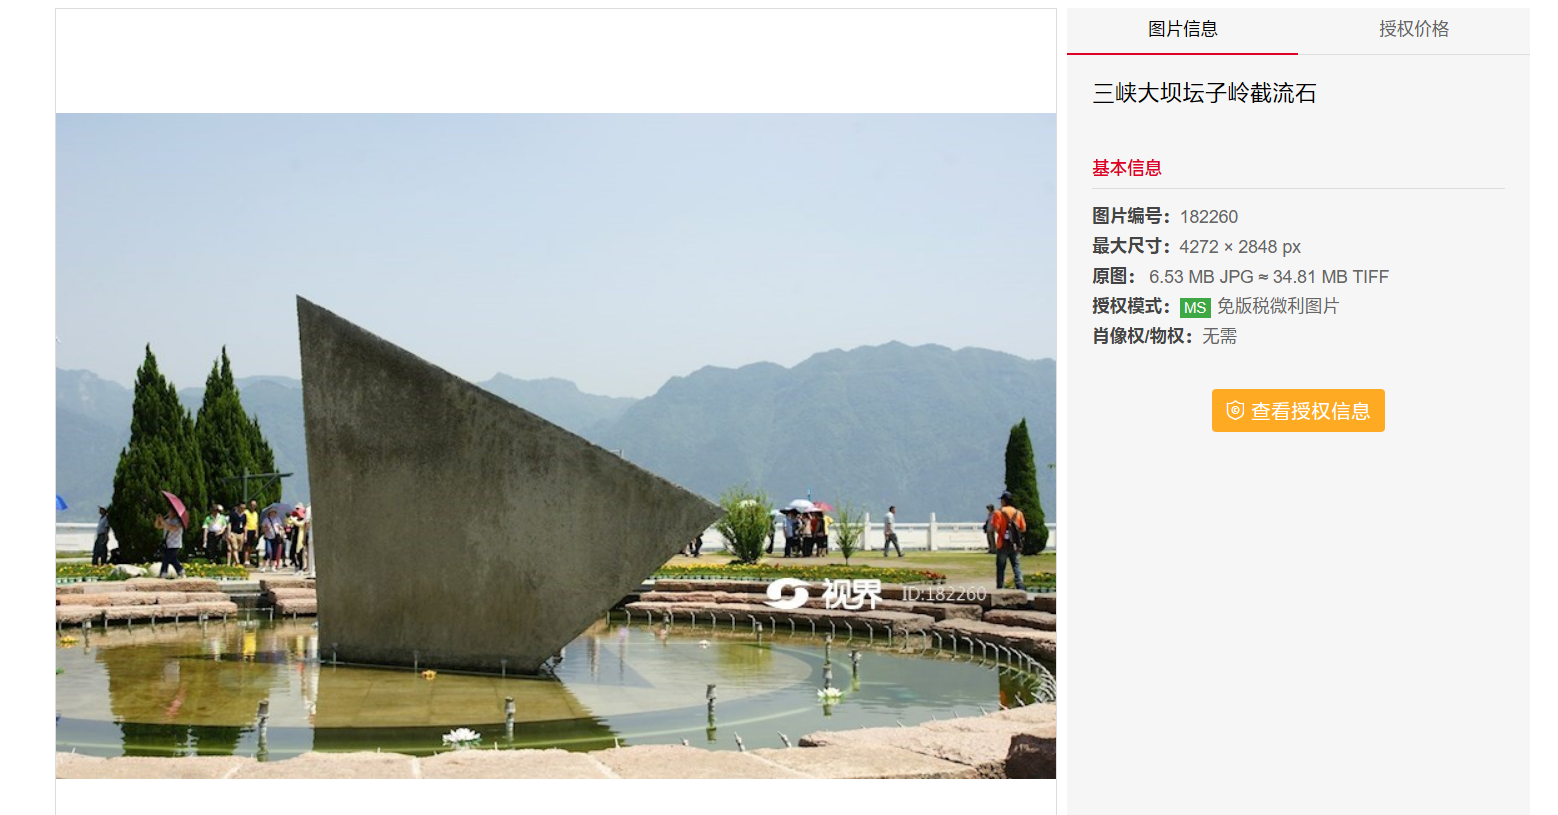 图片信息
授权价格
三峡大坝坛子岭截流石
基本信息
图片编号：182260
最大尺寸：4272 × 2848 px
原图： 6.53 MB JPG ≈ 34.81 MB TIFF
授权模式：MS 免版税微利图片
肖像权/物权：无需
查看授权信息
视界 ID:182260